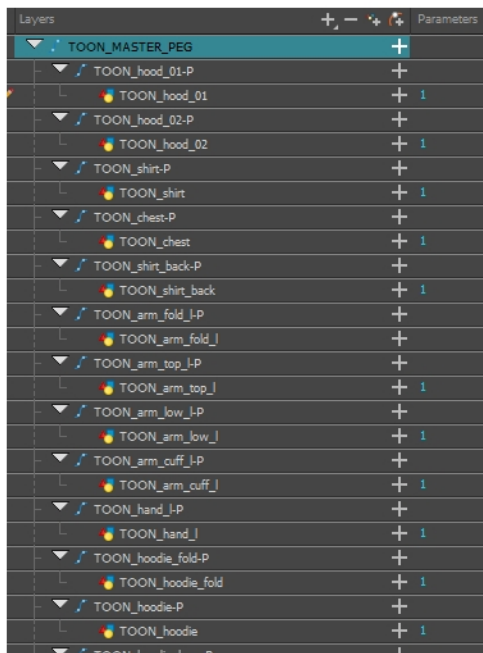 Layers Parameters
TOON_MASTER_PEG
TOON_hood_01-P
TOON_hood_01 1
TOON_hood_02-P
TOON_hood_02 1
TOON_shirt-P
TOON_shirt 1
TOON_chest-P
TOON_chest 1
TOON_shirt_back-P
TOON_shirt_back 1
TOON_arm_fold_l-P
TOON_arm_fold_l
TOON_arm_top_l-P
TOON_arm_top_l 1
TOON_arm_low_l-P
TOON_arm_low_l 1
TOON_arm_cuff_l-P
TOON_arm_cuff_l 1
TOON_hand_l-P
TOON_hand_l 1
TOON_hoodie_fold-P
TOON_hoodie_fold 1
TOON_hoodie-P
TOON_hoodie 1